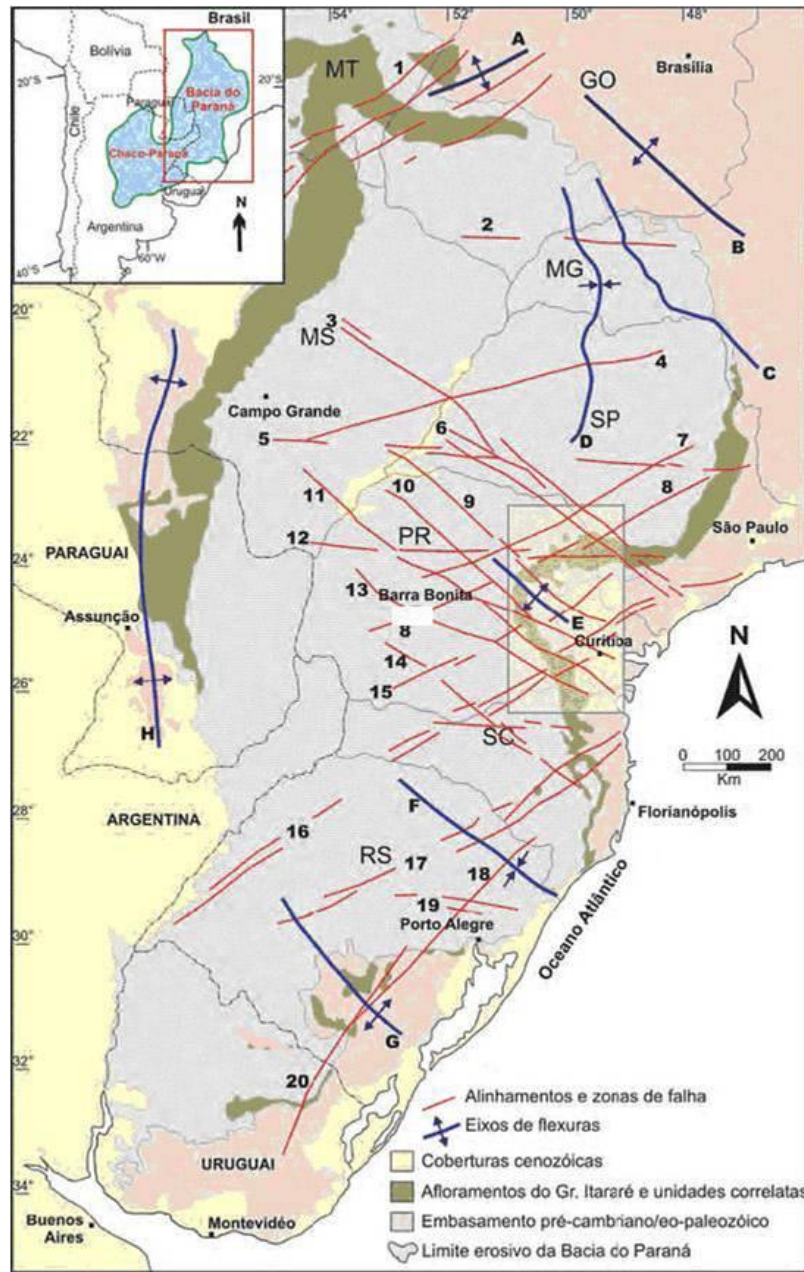 Brasil
Bolívia
20°S
20°S
Bacia do
Paraná
Paraguai
Chile
Chaco-Paraná
Uruguai
Argentina
N
60°W
40°S
54°
52°
50°
48°
A
1
MT
GO
Brasília
2
B
MG
20°
3
MS
4
C
Campo Grande
SP
D
22°
5
6
7
8
11
10
9
São Paulo
12
PR
24°
PARAGUAI
13
Barra Bonita
Assunção
8
E
Curitiba
N
14
26°
15
H
SC
0 100 200
Km
28°
F
ARGENTINA
Florianópolis
16
RS
17
18
19
Porto Alegre
30°
Oceano Atlântico
G
32°
20
URUGUAI
34°
Buenos
Aires
Montevidéo
Alinhamentos e zonas de falha
Eixos de flexuras
Coberturas cenozóicas
Afloramentos do Gr. Itararé e unidades correlatas
Embasamento pré-cambriano/eo-paleozóico
Limite erosivo da Bacia do Paraná